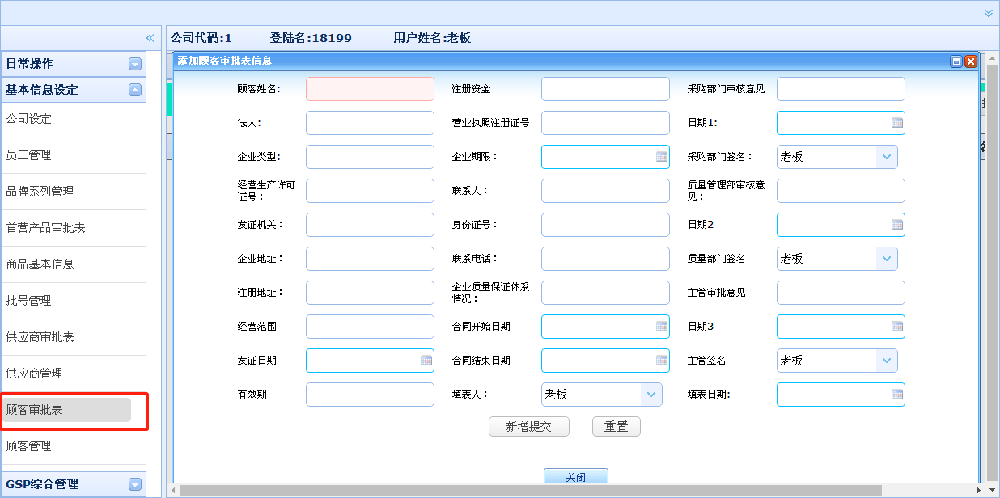 公司代码:1 登陆名:18199 用户姓名:老板
日常操作
基本信息设定
公司设定
员工管理
品牌系列管理
首营产品审批表
商品基本信息
批号管理
供应商审批表
供应商管理
顾客审批表
顾客管理
GSP综合管理
添加顾客审批表信息
顾客姓名: 注册资金 采购部门审核意见
法人: 营业执照注册证号 日期1:
企业类型: 企业期限: 采购部门签名: 老板
经营生产许可
证号:
联系人:
质量管理部审核意
见:
发证机关: 身份证号: 日期2
企业地址: 联系电话: 质量部门签名 老板
注册地址:
企业质量保证体系
情况:
主管审批意见
经营范围 合同开始日期 日期3
发证日期 合同结束日期 主管签名 老板
有效期 填表人: 老板 填表日期:
新增提交 重置
关闭